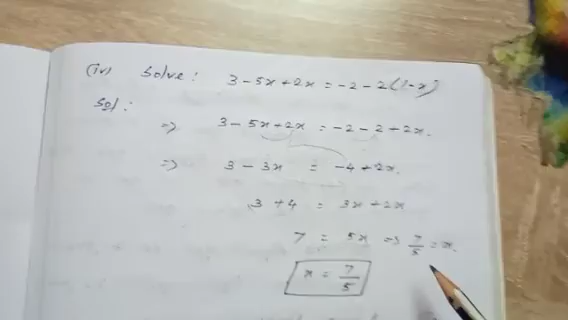 (iv) Solve: 3-5x+2x = -2-2(1-x)
Sol:
=> 3-5x+2x = -2-2+2x.
=> 3-3x = -4+2x.
3+4 = 3x+2x
7 = 5x => 7/5 = x.
x = 7/5